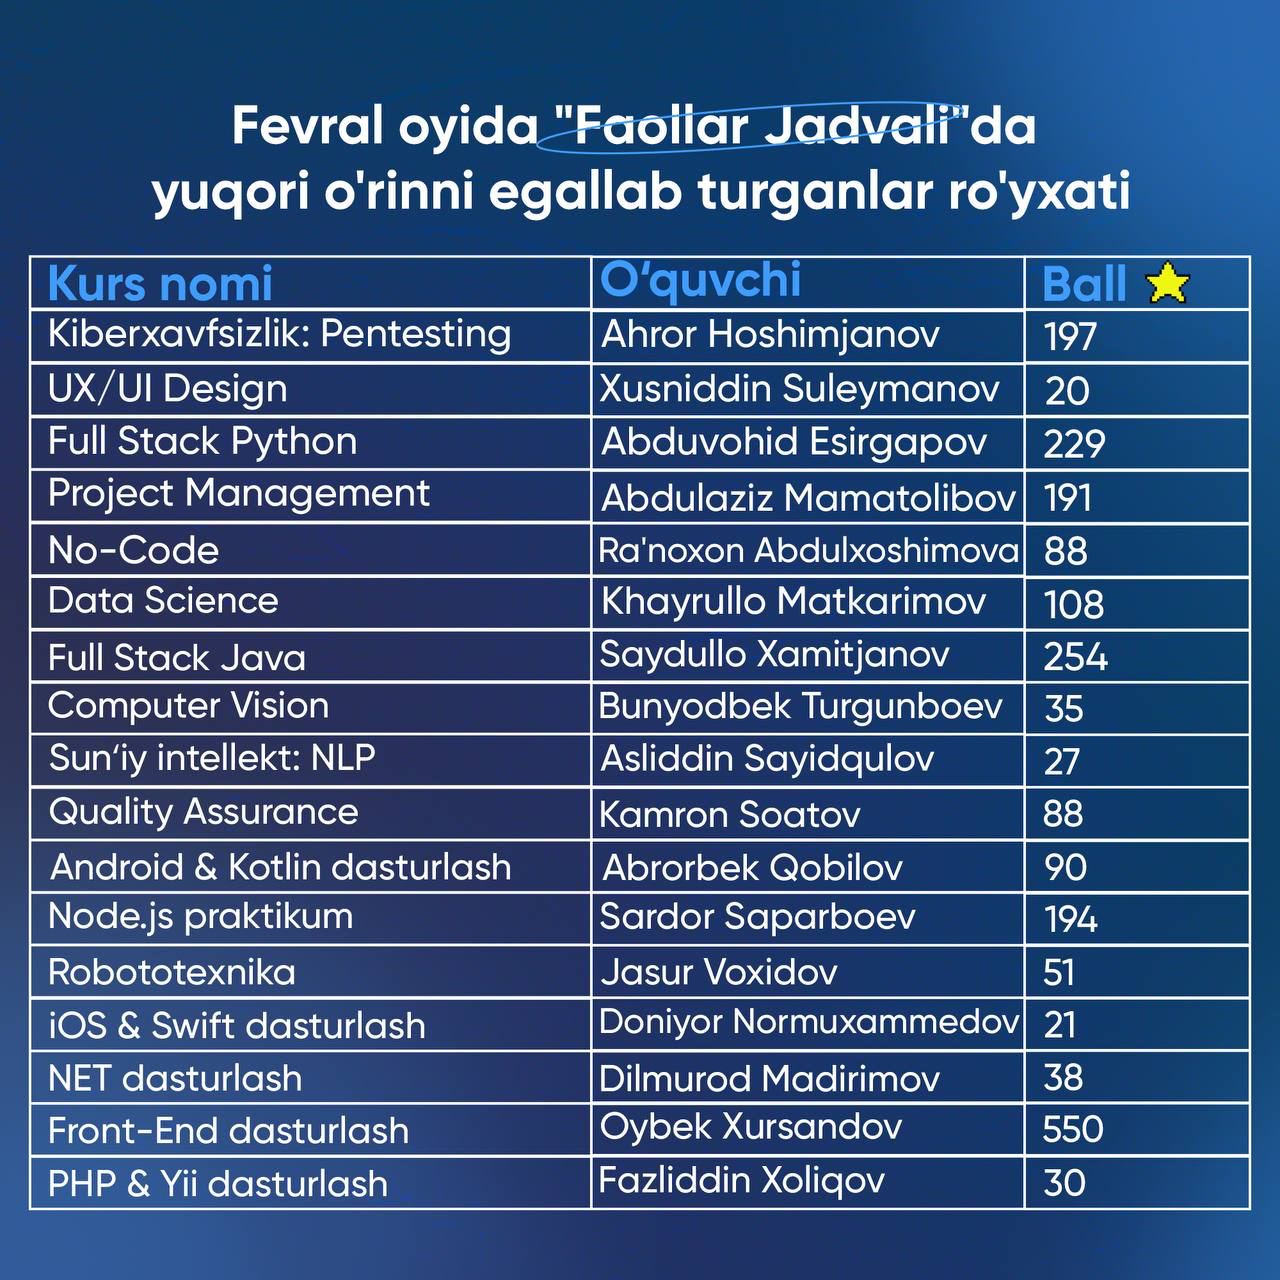 Fevral oyida "Faollar Jadvali"da
yuqori o'rinni egallab turganlar ro'yxati
Kurs nomi O‘quvchi Ball
Kiberxavfsizlik: Pentesting Ahror Hoshimjanov 197
UX/UI Design Xusniddin Suleymanov 20
Full Stack Python Abduvohid Esirgapov 229
Project Management Abdulaziz Mamatolibov 191
No-Code Ra'noxon Abdulxoshimova 88
Data Science Khayrullo Matkarimov 108
Full Stack Java Saydullo Xamitjanov 254
Computer Vision Bunyodbek Turgunboev 35
Sun‘iy intellekt: NLP Asliddin Sayidqulov 27
Quality Assurance Kamron Soatov 88
Android & Kotlin dasturlash Abrorbek Qobilov 90
Node.js praktikum Sardor Saparboev 194
Robototexnika Jasur Voxidov 51
iOS & Swift dasturlash Doniyor Normuxammedov 21
NET dasturlash Dilmurod Madirimov 38
Front-End dasturlash Oybek Xursandov 550
PHP & Yii dasturlash Fazliddin Xoliqov 30